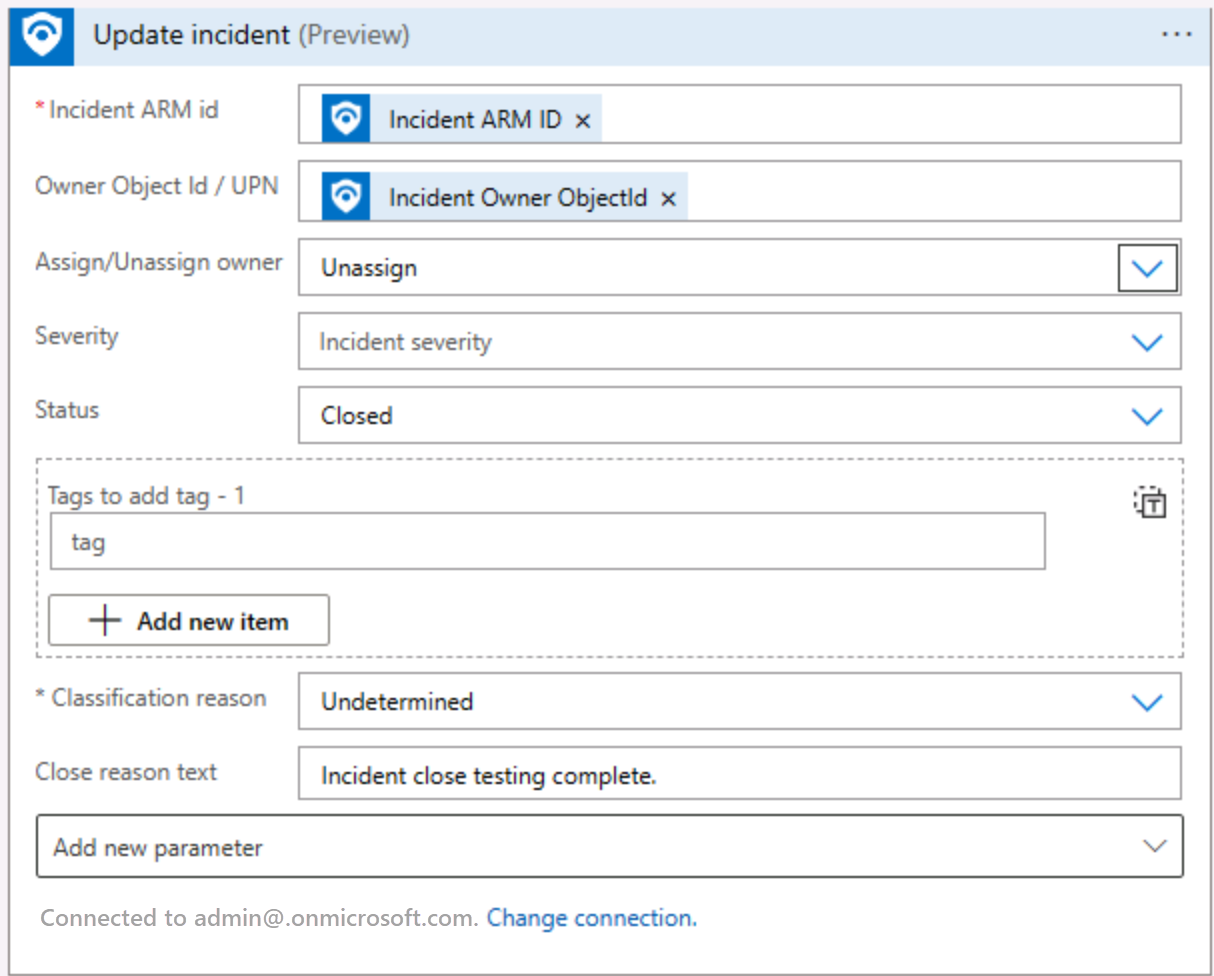 Update incident (Preview)
* Incident ARM id
Incident ARM ID ×
Owner Object Id / UPN
Incident Owner ObjectId ×
Assign/Unassign owner
Unassign
Severity
Incident severity
Status
Closed
Tags to add tag - 1
tag
Add new item
* Classification reason
Undetermined
Close reason text
Incident close testing complete.
Add new parameter
Connected to admin@.onmicrosoft.com. Change connection.